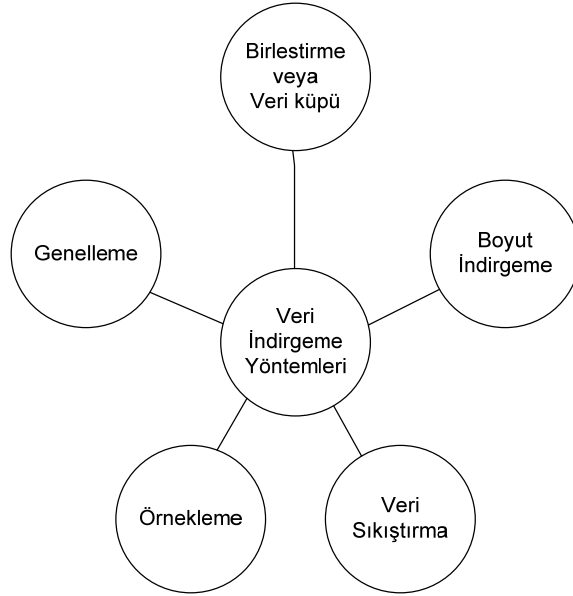 Birlestirme
veya
Veri küpü
Genelleme
Boyut
İndirgeme
Veri
İndirgeme
Yöntemleri
Örnekleme
Veri
Sıkıştırma